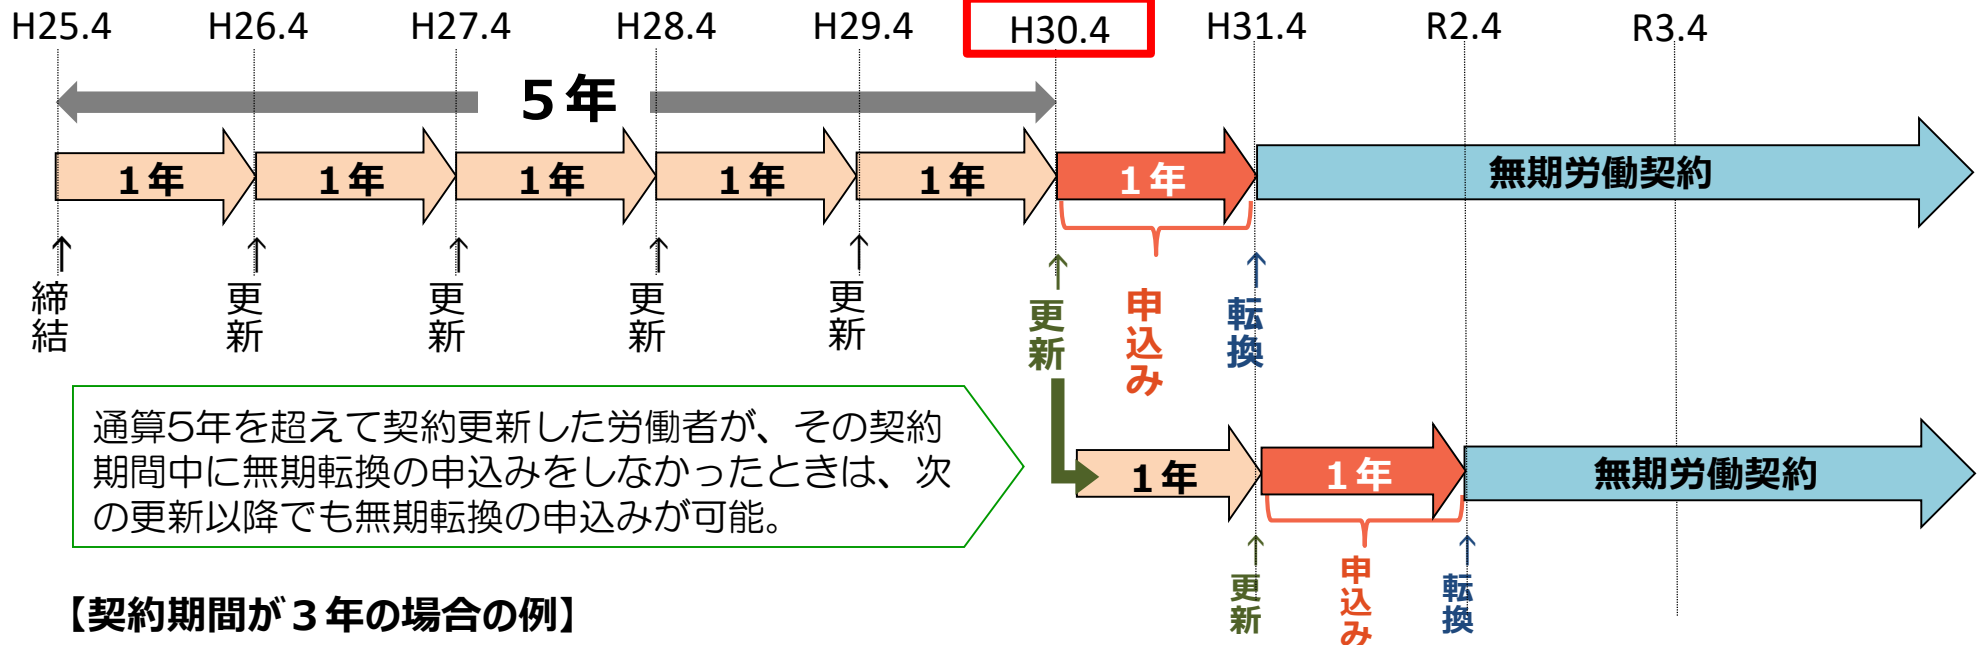 H25.4 H26.4 H27.4 H28.4 H29.4 H30.4 H31.4 R2.4 R3.4
5年
1年 1年 1年 1年 1年 1年 無期労働契約
締結 更新 更新 更新 更新 更新 申込み 転換
通算5年を超えて契約更新した労働者が、その契約
期間中に無期転換の申込みをしなかったときは、次
の更新以降でも無期転換の申込みが可能。
1年 1年 無期労働契約
更新 申込み 転換
【契約期間が3年の場合の例】